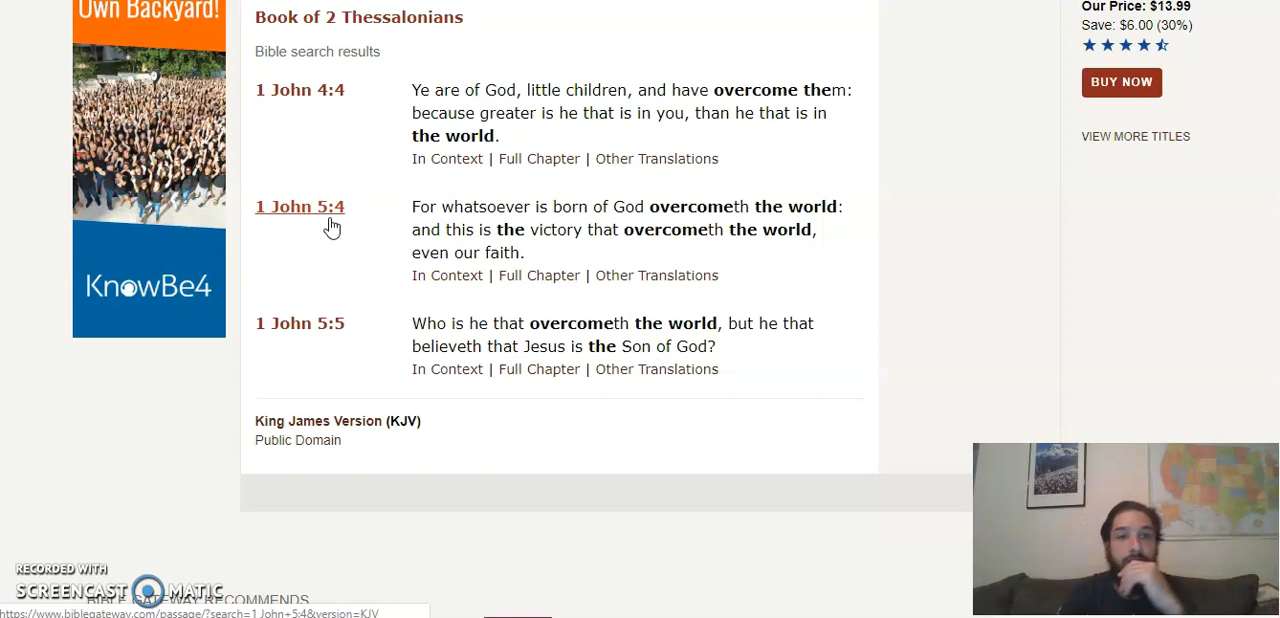 Own Backyard!
KnowBe4
Book of 2 Thessalonians
Bible search results
1 John 4:4
Ye are of God, little children, and have overcome them:
because greater is he that is in you, than he that is in
the world.
In Context | Full Chapter | Other Translations
1 John 5:4
For whatsoever is born of God overcometh the world:
and this is the victory that overcometh the world,
even our faith.
In Context | Full Chapter | Other Translations
1 John 5:5
Who is he that overcometh the world, but he that
believeth that Jesus is the Son of God?
In Context | Full Chapter | Other Translations
King James Version (KJV)
Public Domain
Our Price: $13.99
Save: $6.00 (30%)
BUY NOW
VIEW MORE TITLES
RECORDED WITH
SCREENCAST MATIC
BIBLE GATEWAY RECOMMENDS
https://www.biblegateway.com/passage/?search=1 John+5:4&version=KJV